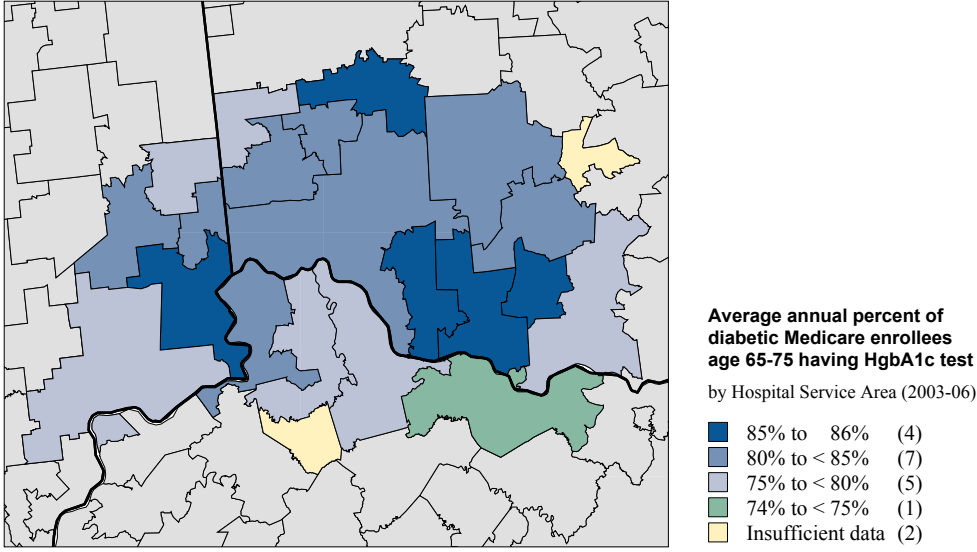 Average annual percent of
diabetic Medicare enrollees
age 65-75 having HgbA1c test
by Hospital Service Area (2003-06)
85% to 86% (4)
80% to < 85% (7)
75% to < 80% (5)
74% to < 75% (1)
Insufficient data (2)